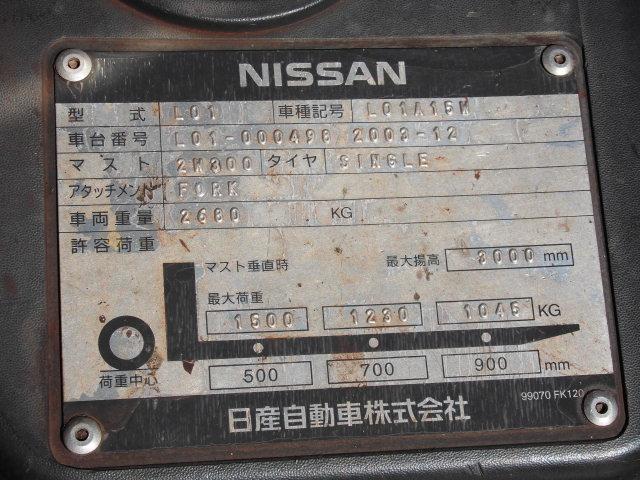 NISSAN
型式 L01 車種記号 L01A15M
車台番号 L01-000498 2003-12
マスト 2M300 タイヤ SINGLE
アタッチメント FORK
車両重量 2680 KG
許容荷重
マスト垂直時 最大揚高 3000 mm
最大荷重
1500 1230 1045 KG
荷重中心 500 700 900 mm
日産自動車株式会社
99070 FK120